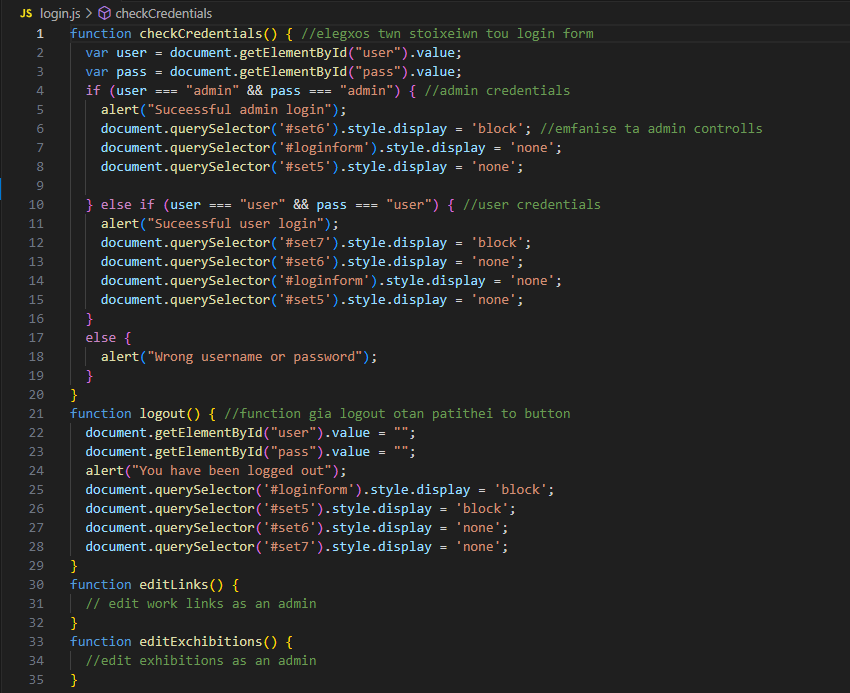 JS login.js > checkCredentials
1 function checkCredentials() { //elegxos twn stoixeiwn tou login form
2   var user = document.getElementById("user").value;
3   var pass = document.getElementById("pass").value;
4   if (user === "admin" && pass === "admin") { //admin credentials
5     alert("Suceessful admin login");
6     document.querySelector('#set6').style.display = 'block'; //emfanise ta admin controlls
7     document.querySelector('#loginform').style.display = 'none';
8     document.querySelector('#set5').style.display = 'none';
9
10   } else if (user === "user" && pass === "user") { //user credentials
11     alert("Suceessful user login");
12     document.querySelector('#set7').style.display = 'block';
13     document.querySelector('#set6').style.display = 'none';
14     document.querySelector('#loginform').style.display = 'none';
15     document.querySelector('#set5').style.display = 'none';
16   }
17   else {
18     alert("Wrong username or password");
19   }
20 }
21 function logout() { //function gia logout otan patithei to button
22   document.getElementById("user").value = "";
23   document.getElementById("pass").value = "";
24   alert("You have been logged out");
25   document.querySelector('#loginform').style.display = 'block';
26   document.querySelector('#set5').style.display = 'block';
27   document.querySelector('#set6').style.display = 'none';
28   document.querySelector('#set7').style.display = 'none';
29 }
30 function editLinks() {
31   // edit work links as an admin
32 }
33 function editExchibitions() {
34   //edit exhibitions as an admin
35 }